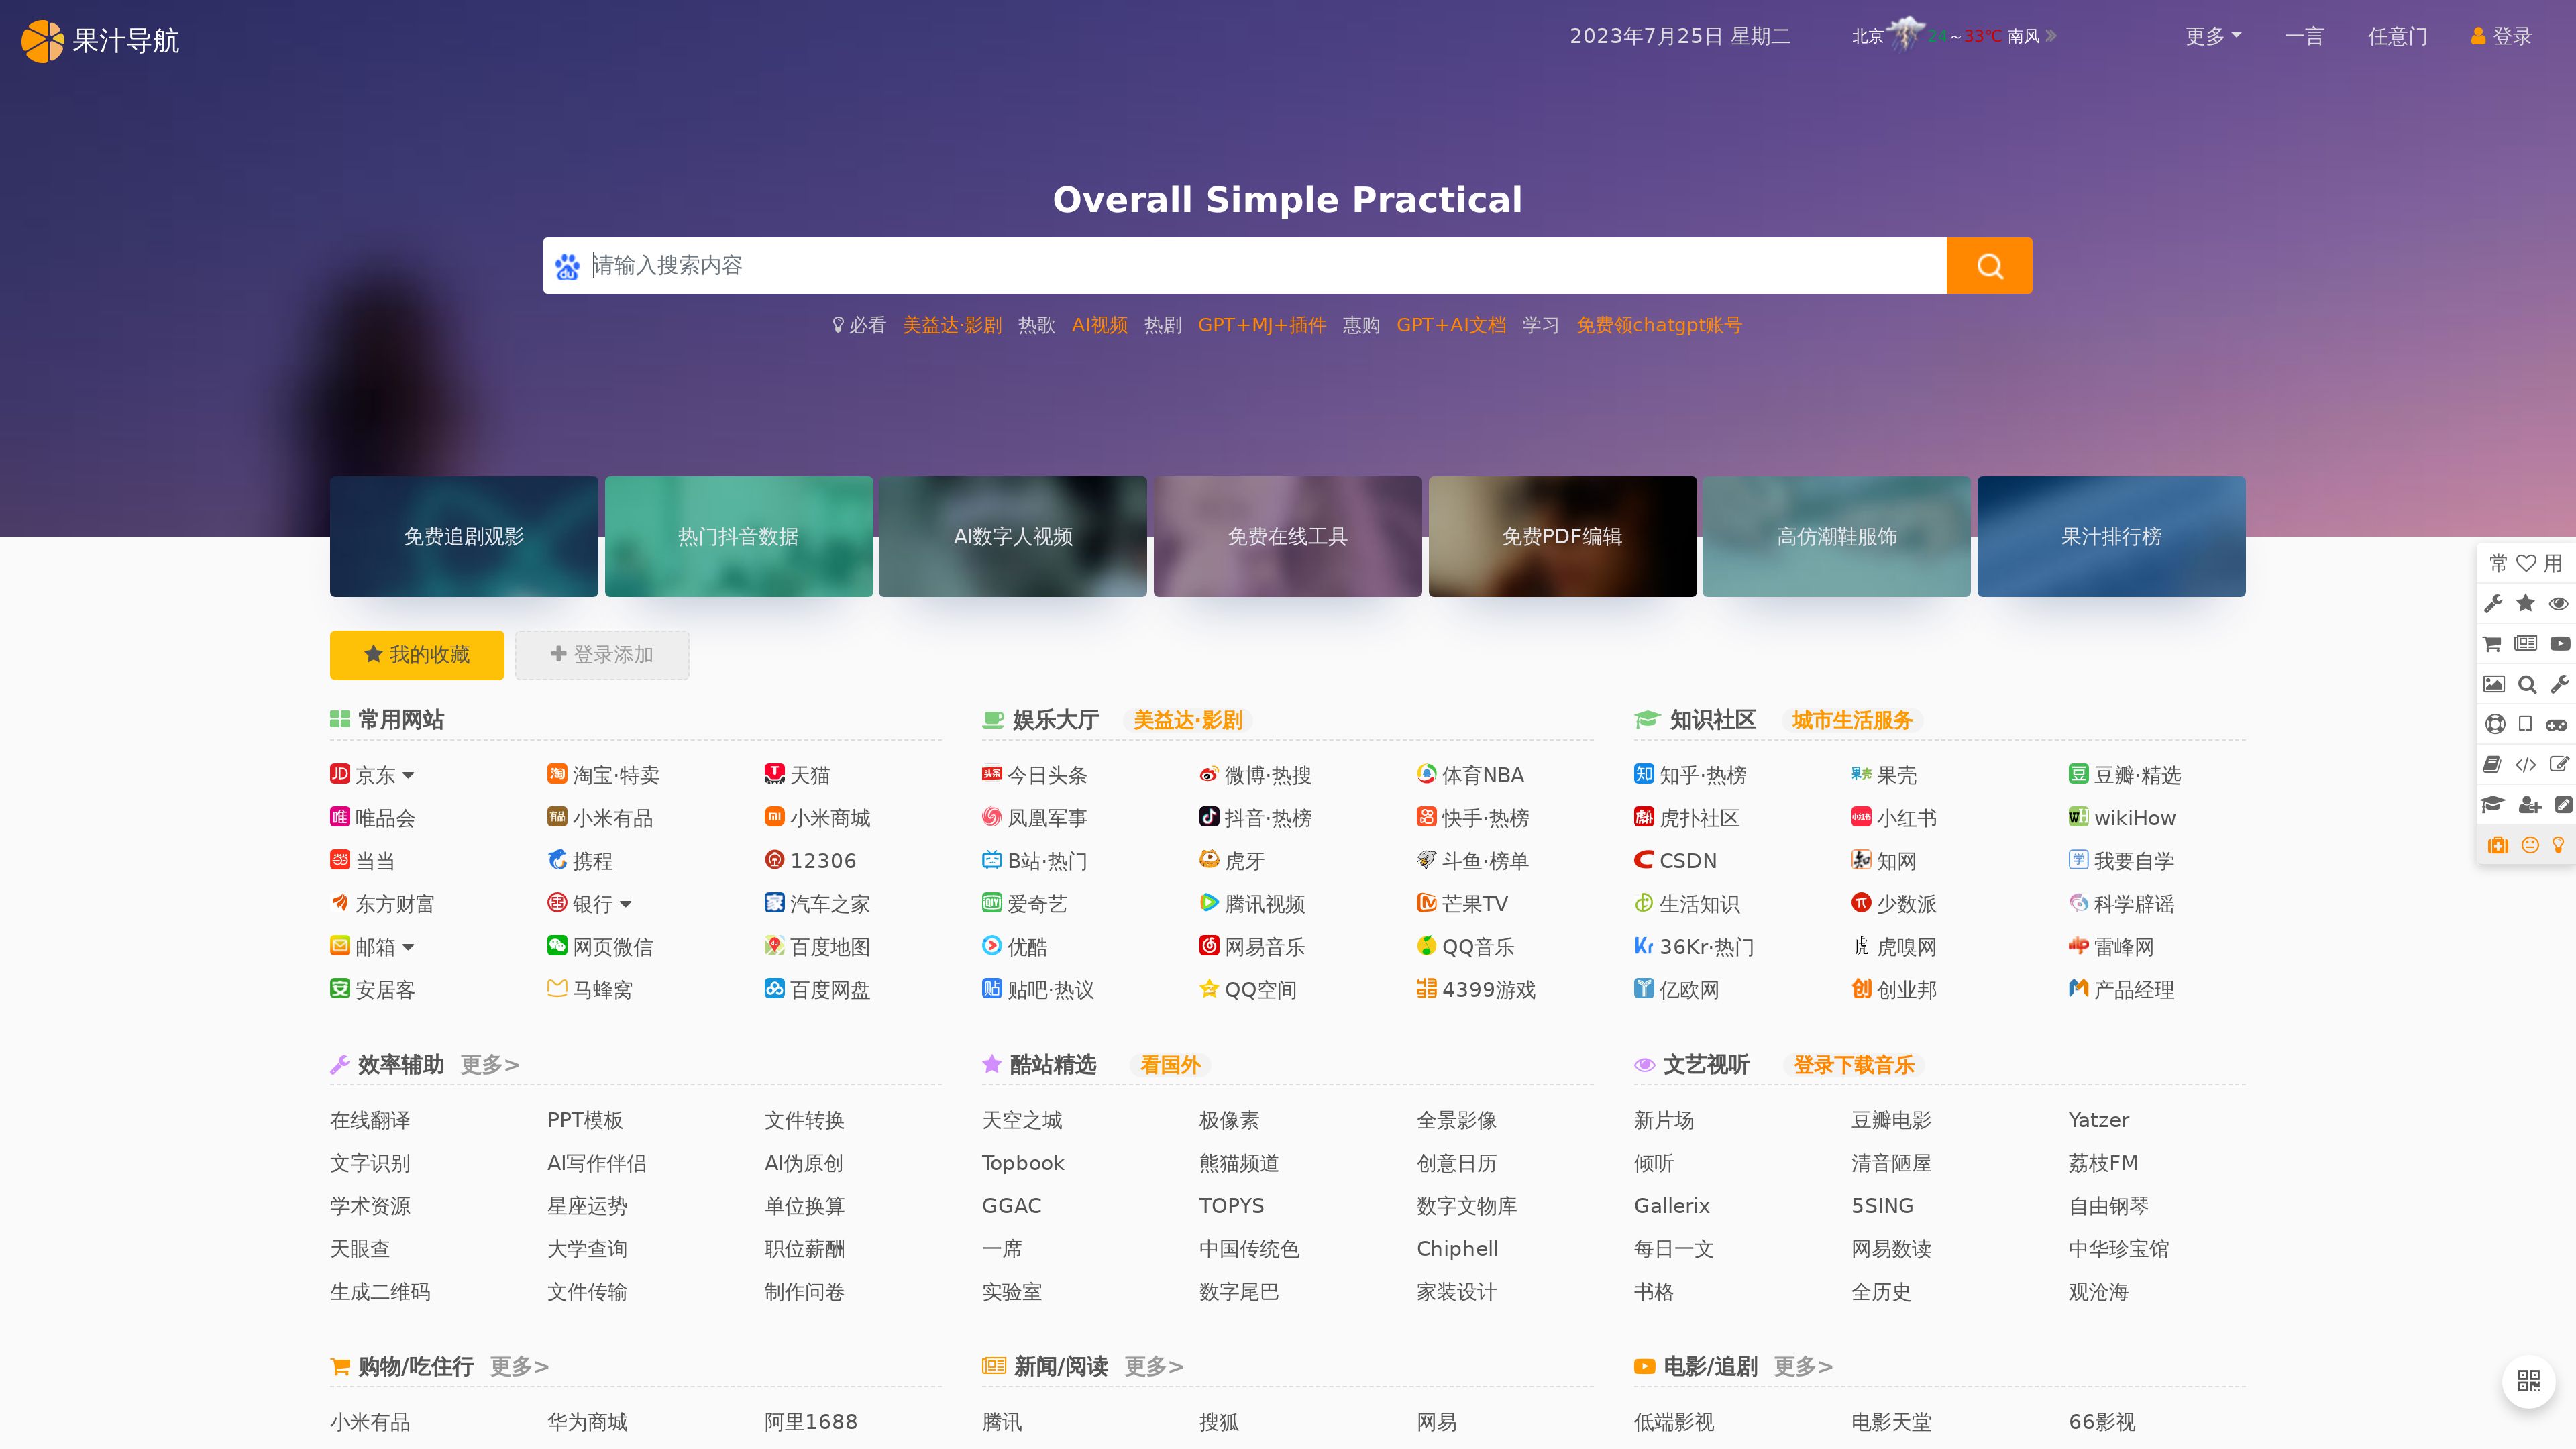 果汁导航
2023年7月25日 星期二 北京 24～33℃ 南风 更多 一言 任意门 登录
Overall Simple Practical
请输入搜索内容
必看 美益达·影剧 热歌 AI视频 热剧 GPT+MJ+插件 惠购 GPT+AI文档 学习 免费领chatgpt账号
免费追剧观影 热门抖音数据 AI数字人视频 免费在线工具 免费PDF编辑 高仿潮鞋服饰 果汁排行榜
常 用
我的收藏 登录添加
常用网站 娱乐大厅 美益达·影剧 知识社区 城市生活服务
京东 淘宝·特卖 天猫 今日头条 微博·热搜 体育NBA 知乎·热榜 果壳 豆瓣·精选
唯品会 小米有品 小米商城 凤凰军事 抖音·热榜 快手·热榜 虎扑社区 小红书 wikiHow
当当 携程 12306 B站·热门 虎牙 斗鱼·榜单 CSDN 知网 我要自学
东方财富 银行 汽车之家 爱奇艺 腾讯视频 芒果TV 生活知识 少数派 科学辟谣
邮箱 网页微信 百度地图 优酷 网易音乐 QQ音乐 36Kr·热门 虎嗅网 雷峰网
安居客 马蜂窝 百度网盘 贴吧·热议 QQ空间 4399游戏 亿欧网 创业邦 产品经理
效率辅助 更多> 酷站精选 看国外 文艺视听 登录下载音乐
在线翻译 PPT模板 文件转换 天空之城 极像素 全景影像 新片场 豆瓣电影 Yatzer
文字识别 AI写作伴侣 AI伪原创 Topbook 熊猫频道 创意日历 倾听 清音陋屋 荔枝FM
学术资源 星座运势 单位换算 GGAC TOPYS 数字文物库 Gallerix 5SING 自由钢琴
天眼查 大学查询 职位薪酬 一席 中国传统色 Chiphell 每日一文 网易数读 中华珍宝馆
生成二维码 文件传输 制作问卷 实验室 数字尾巴 家装设计 书格 全历史 观沧海
购物/吃住行 更多> 新闻/阅读 更多> 电影/追剧 更多>
小米有品 华为商城 阿里1688 腾讯 搜狐 网易 低端影视 电影天堂 66影视